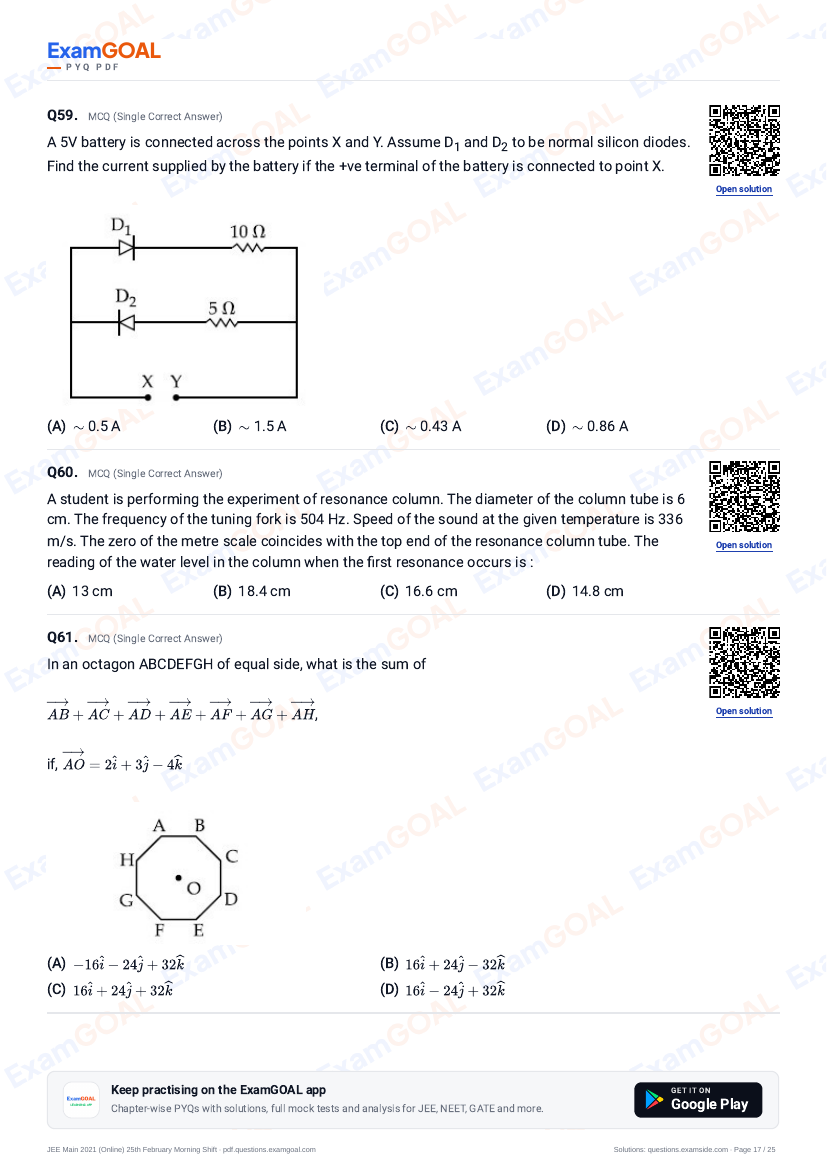 ExamGOAL
PYQ PDF
Q59. MCQ (Single Correct Answer)
A 5V battery is connected across the points X and Y. Assume D₁ and D₂ to be normal silicon diodes.
Find the current supplied by the battery if the +ve terminal of the battery is connected to point X.
Open solution
D₁ 10 Ω
D₂ 5 Ω
X Y
(A) ∼ 0.5 A (B) ∼ 1.5 A (C) ∼ 0.43 A (D) ∼ 0.86 A
Q60. MCQ (Single Correct Answer)
A student is performing the experiment of resonance column. The diameter of the column tube is 6
cm. The frequency of the tuning fork is 504 Hz. Speed of the sound at the given temperature is 336
m/s. The zero of the metre scale coincides with the top end of the resonance column tube. The
reading of the water level in the column when the first resonance occurs is :
Open solution
(A) 13 cm (B) 18.4 cm (C) 16.6 cm (D) 14.8 cm
Q61. MCQ (Single Correct Answer)
In an octagon ABCDEFGH of equal side, what is the sum of
Open solution
$\overrightarrow{AB} + \overrightarrow{AC} + \overrightarrow{AD} + \overrightarrow{AE} + \overrightarrow{AF} + \overrightarrow{AG} + \overrightarrow{AH}$,
if, $\overrightarrow{AO} = 2\hat{i} + 3\hat{j} - 4\hat{k}$
A B
H C
O
G D
F E
(A) $-16\hat{i} - 24\hat{j} + 32\hat{k}$ (B) $16\hat{i} + 24\hat{j} - 32\hat{k}$
(C) $16\hat{i} + 24\hat{j} + 32\hat{k}$ (D) $16\hat{i} - 24\hat{j} + 32\hat{k}$
Keep practising on the ExamGOAL app
Chapter-wise PYQs with solutions, full mock tests and analysis for JEE, NEET, GATE and more.
ExamGOAL
GET IT ON
Google Play
JEE Main 2021 (Online) 25th February Morning Shift · pdf.questions.examgoal.com
Solutions: questions.examside.com · Page 17 / 25